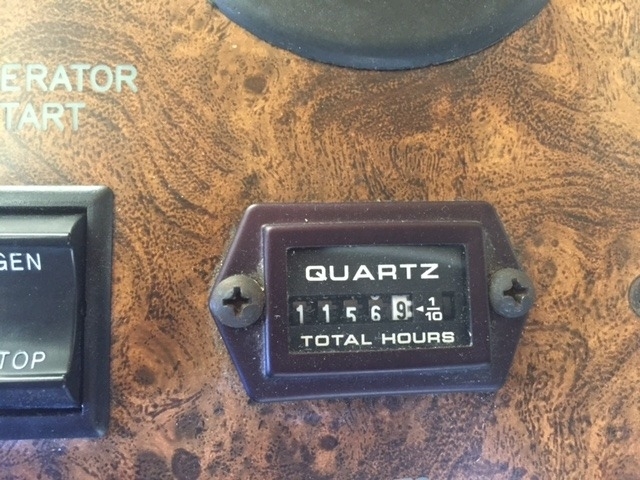 ERATOR
TART
GEN
TOP
QUARTZ
11569 ◄1/10
TOTAL HOURS